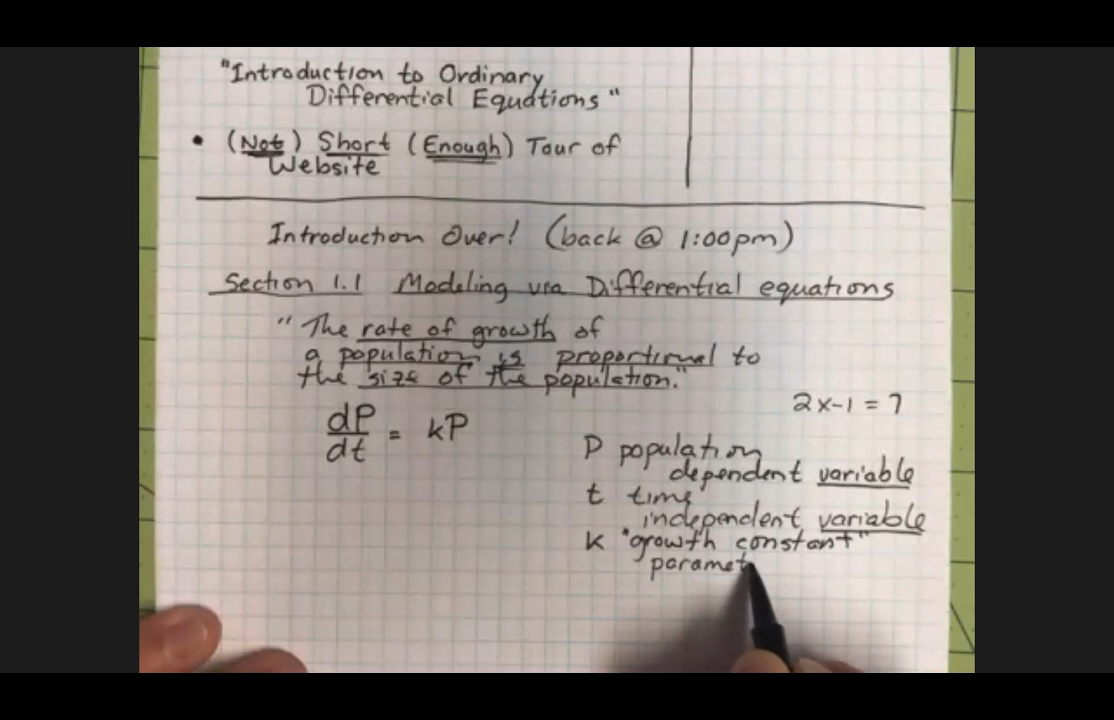 "Introduction to Ordinary
Differential Equations"
• (Not) Short (Enough) Tour of
Website
Introduction Over! (back @ 1:00pm)
Section 1.1 Modeling via Differential equations
"The rate of growth of
a population is proportional to
the size of the population."
2x-1 = 7
dP/dt = kP
P population
dependent variable
t time
independent variable
k "growth constant"
paramet